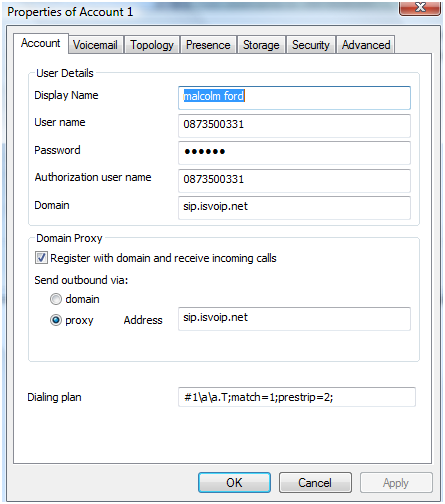 Properties of Account 1
Account Voicemail Topology Presence Storage Security Advanced
User Details
Display Name malcolm ford
User name 0873500331
Password ●●●●●●
Authorization user name 0873500331
Domain sip.isvoip.net
Domain Proxy
Register with domain and receive incoming calls
Send outbound via:
domain
proxy Address sip.isvoip.net
Dialing plan #1\a\a.T;match=1;prestrip=2;
OK Cancel Apply